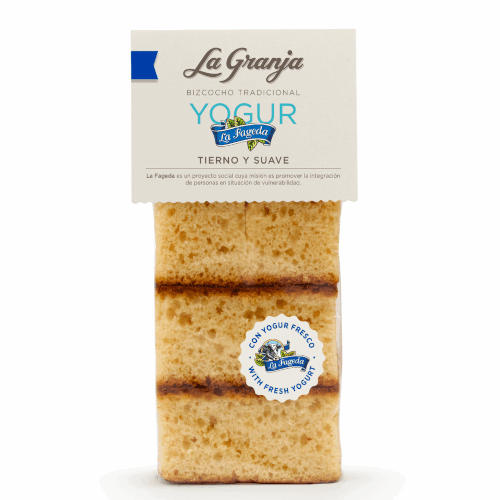 La Granja
BIZCOCHO TRADICIONAL
YOGUR
La Fageda
TIERNO Y SUAVE
La Fageda es un proyecto social cuya misión es promover la integración
de personas en situación de vulnerabilidad.
CON YOGUR FRESCO
La Fageda
WITH FRESH YOGURT